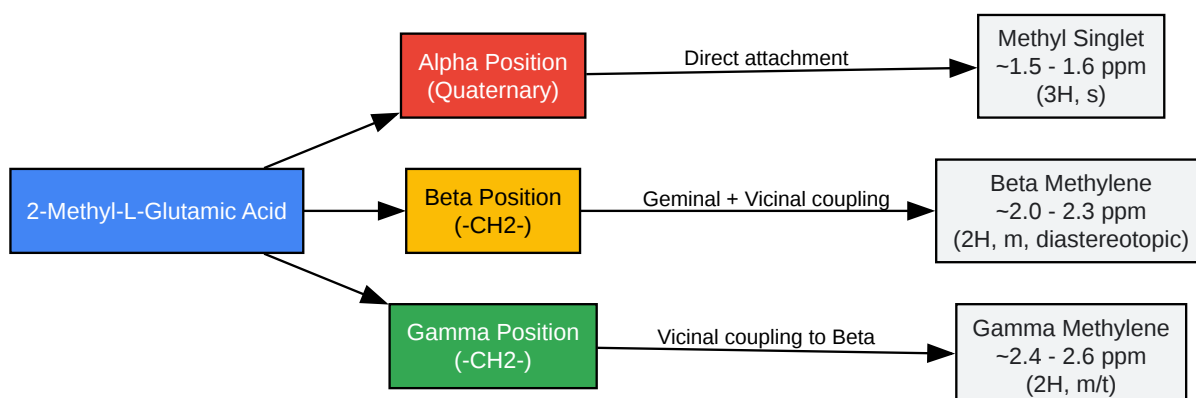 Alpha Position
(Quaternary)
Direct attachment
Methyl Singlet
~1.5 - 1.6 ppm
(3H, s)
2-Methyl-L-Glutamic Acid
Beta Position
(-CH2-)
Geminal + Vicinal coupling
Beta Methylene
~2.0 - 2.3 ppm
(2H, m, diastereotopic)
Gamma Position
(-CH2-)
Vicinal coupling to Beta
Gamma Methylene
~2.4 - 2.6 ppm
(2H, m/t)